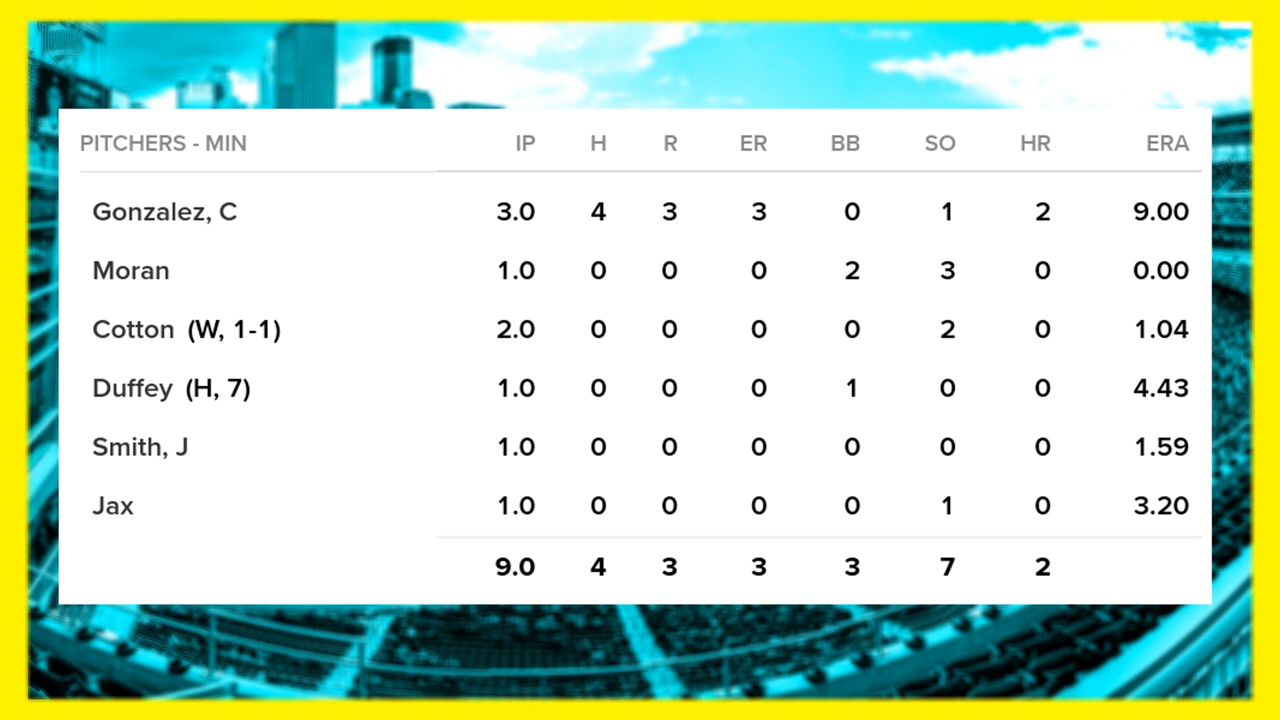 PITCHERS - MIN IP H R ER BB SO HR ERA
Gonzalez, C 3.0 4 3 3 0 1 2 9.00
Moran 1.0 0 0 0 2 3 0 0.00
Cotton (W, 1-1) 2.0 0 0 0 0 2 0 1.04
Duffey (H, 7) 1.0 0 0 0 1 0 0 4.43
Smith, J 1.0 0 0 0 0 0 0 1.59
Jax 1.0 0 0 0 0 1 0 3.20
9.0 4 3 3 3 7 2